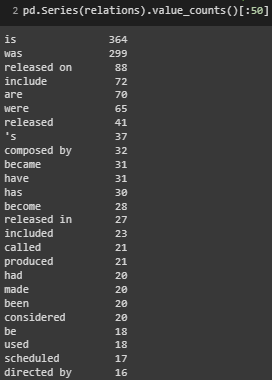 2 pd.Series(relations).value_counts()[:50]
is 364
was 299
released on 88
include 72
are 70
were 65
released 41
's 37
composed by 32
became 31
have 31
has 30
become 28
released in 27
included 23
called 21
produced 21
had 20
made 20
been 20
considered 20
be 18
used 18
scheduled 17
directed by 16